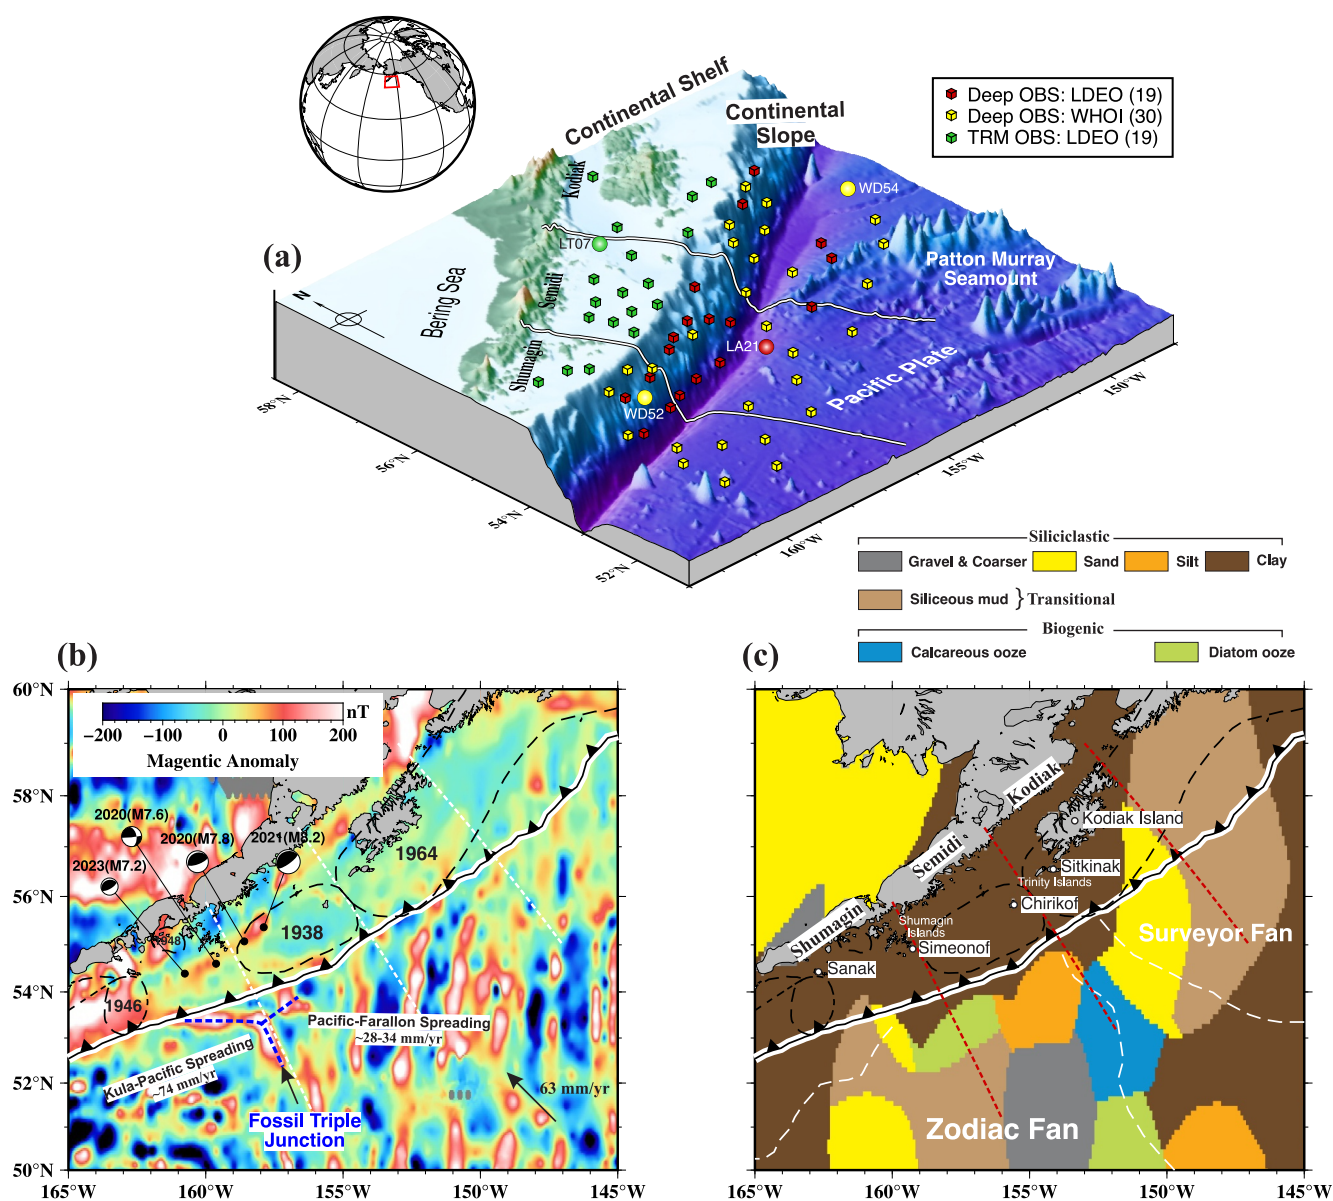 Deep OBS: LDEO (19)
Deep OBS: WHOI (30)
TRM OBS: LDEO (19)
(a)
Continental Shelf
Continental
Slope
Kodiak
Semidi
Shumagin
Bering Sea
N
LT07
WD54
LA21
WD52
Patton Murray
Seamount
Pacific Plate
58°N
56°N
54°N
52°N
160°W
155°W
150°W
Siliciclastic
Gravel & Coarser
Sand
Silt
Clay
Siliceous mud
}Transitional
Biogenic
Calcareous ooze
Diatom ooze
(b)
60°N
58°N
56°N
54°N
52°N
50°N
165°W
160°W
155°W
150°W
145°W
nT
−200
−100
0
100
200
Magentic Anomaly
2020(M7.6)
2020(M7.8)
2021(M8.2)
2023(M7.2)
1964
1938
1948
1946
Pacific-Farallon Spreading
~28-34 mm/yr
Kula-Pacific Spreading
~74 mm/yr
63 mm/yr
Fossil Triple
Junction
(c)
Kodiak
Semidi
Shumagin
Kodiak Island
Sitkinak
Trinity Islands
Chirikof
Shumagin
Islands
Simeonof
Sanak
Surveyor Fan
Zodiac Fan
165°W
160°W
155°W
150°W
145°W